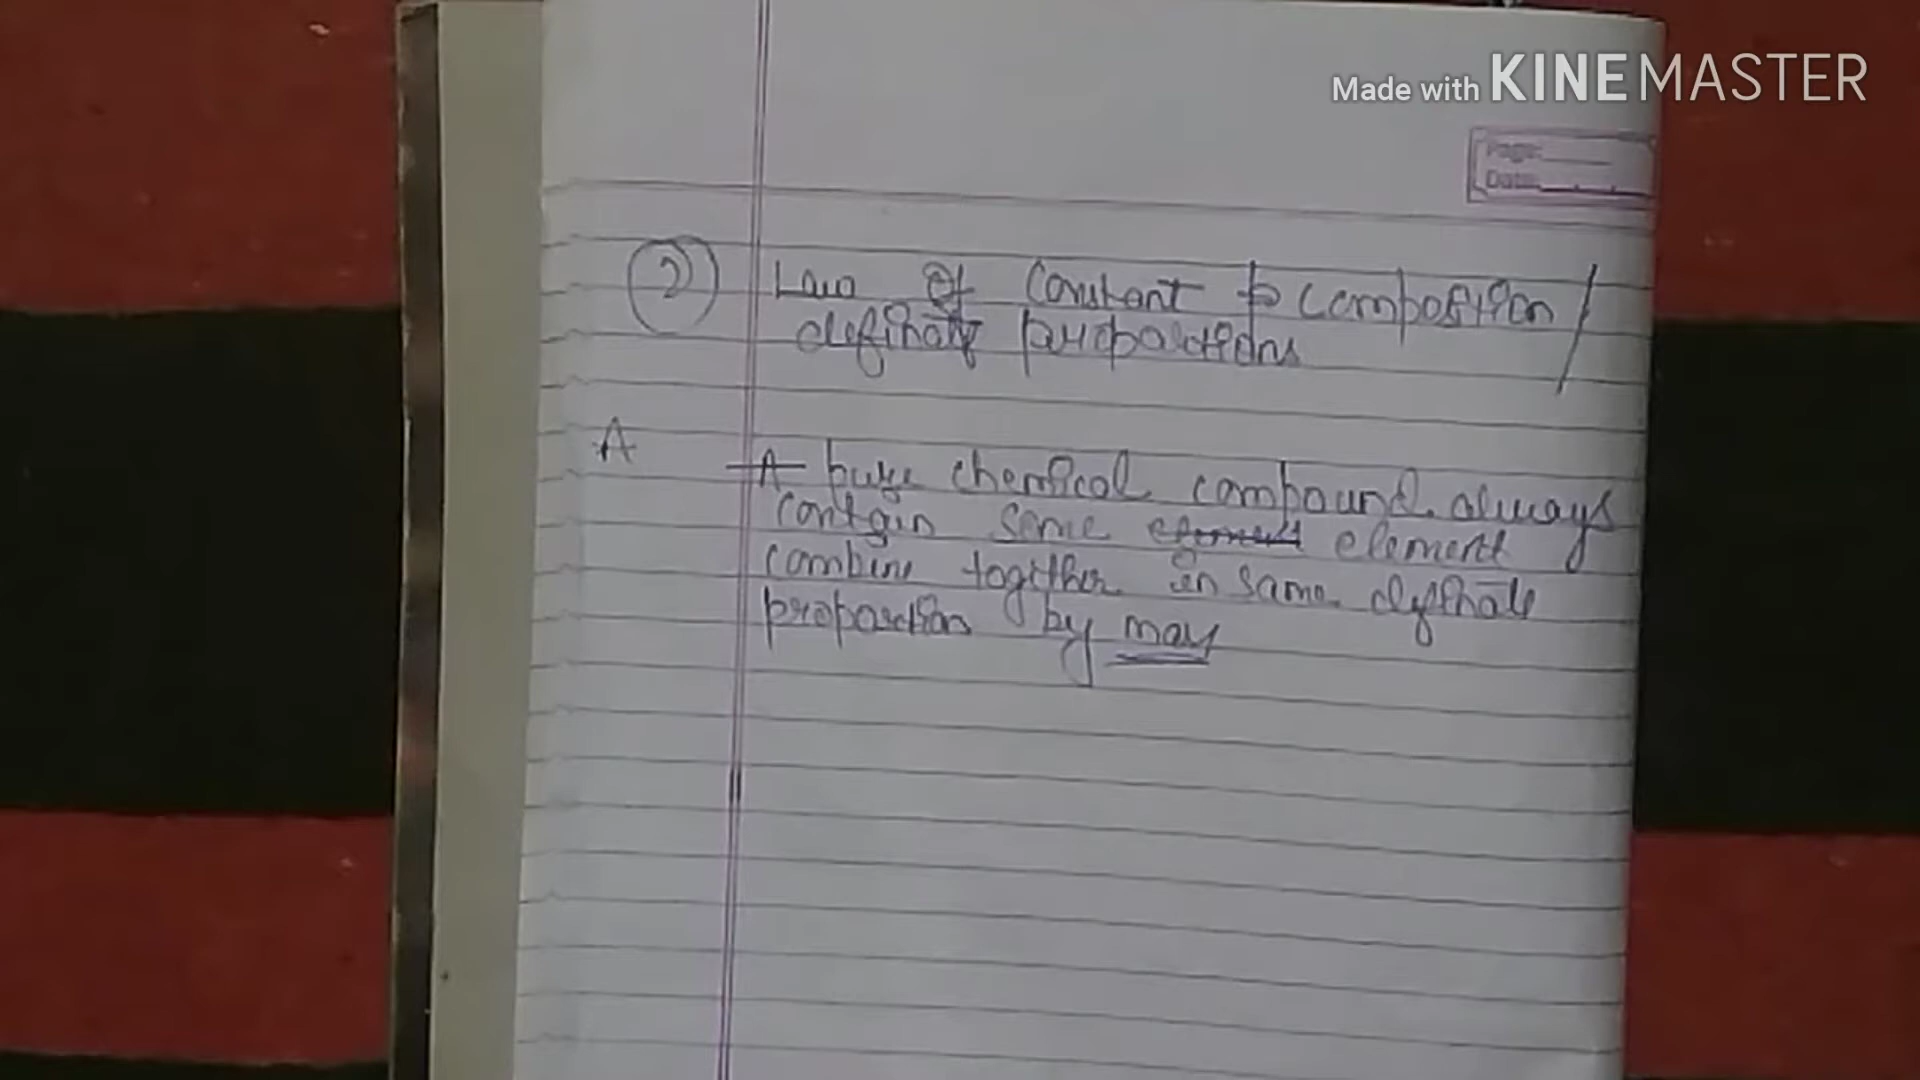 Made with KINEMASTER
Page:
Date:
2) Law of Constant Composition /
definate proportions
A
A pure chemical compound always
contain same element element
combine together in same definate
proportion by mass